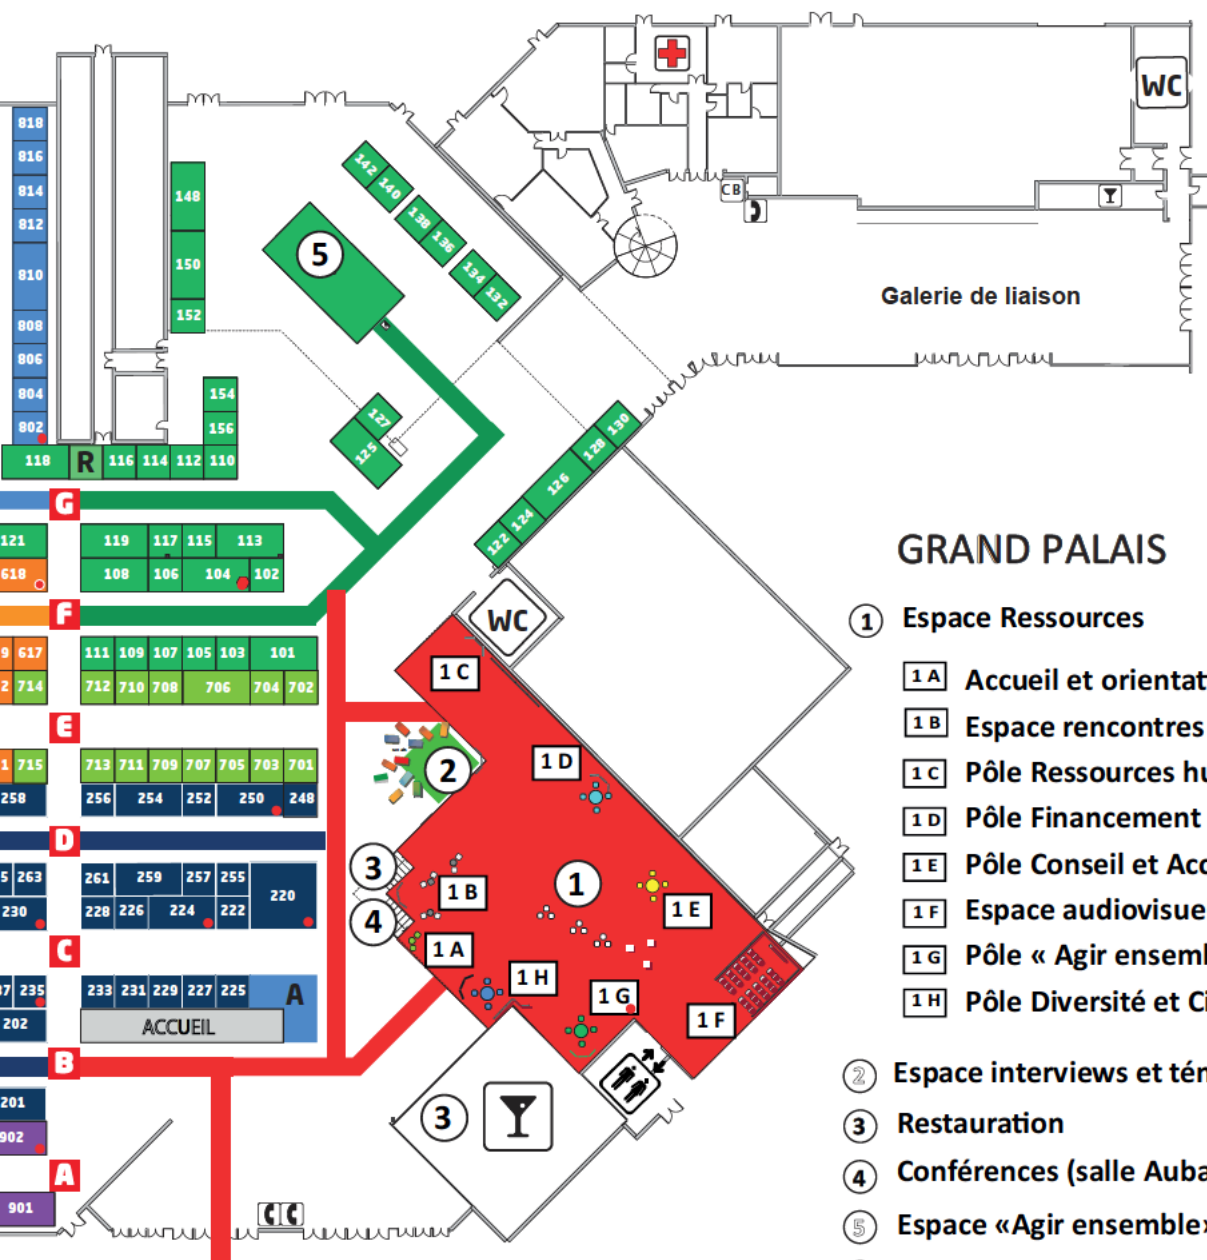 818
816
814
812
810
808
806
804
802
148
150
152
154
156
118 R 116 114 112 110
142
140
138
136
134
132
5
127
125
130
128
126
124
122
WC
CB
Galerie de liaison
G
121 119 117 115 113
618 108 106 104 102
F
9 617 111 109 107 105 103 101
2 714 712 710 708 706 704 702
E
1 715 713 711 709 707 705 703 701
258 256 254 252 250 248
D
5 263 261 259 257 255 220
230 228 226 224 222
C
37 235 233 231 229 227 225 A
202 ACCUEIL
B
201
902
A
901
WC
1 C
2
1 D
3
1 B
1
4
1 A
1 E
1 H
1 G
1 F
3
GRAND PALAIS
1 Espace Ressources
1 A Accueil et orientat
1 B Espace rencontres
1 C Pôle Ressources hu
1 D Pôle Financement
1 E Pôle Conseil et Acc
1 F Espace audiovisue
1 G Pôle « Agir ensembl
1 H Pôle Diversité et Ci
2 Espace interviews et tén
3 Restauration
4 Conférences (salle Auba
5 Espace «Agir ensemble»